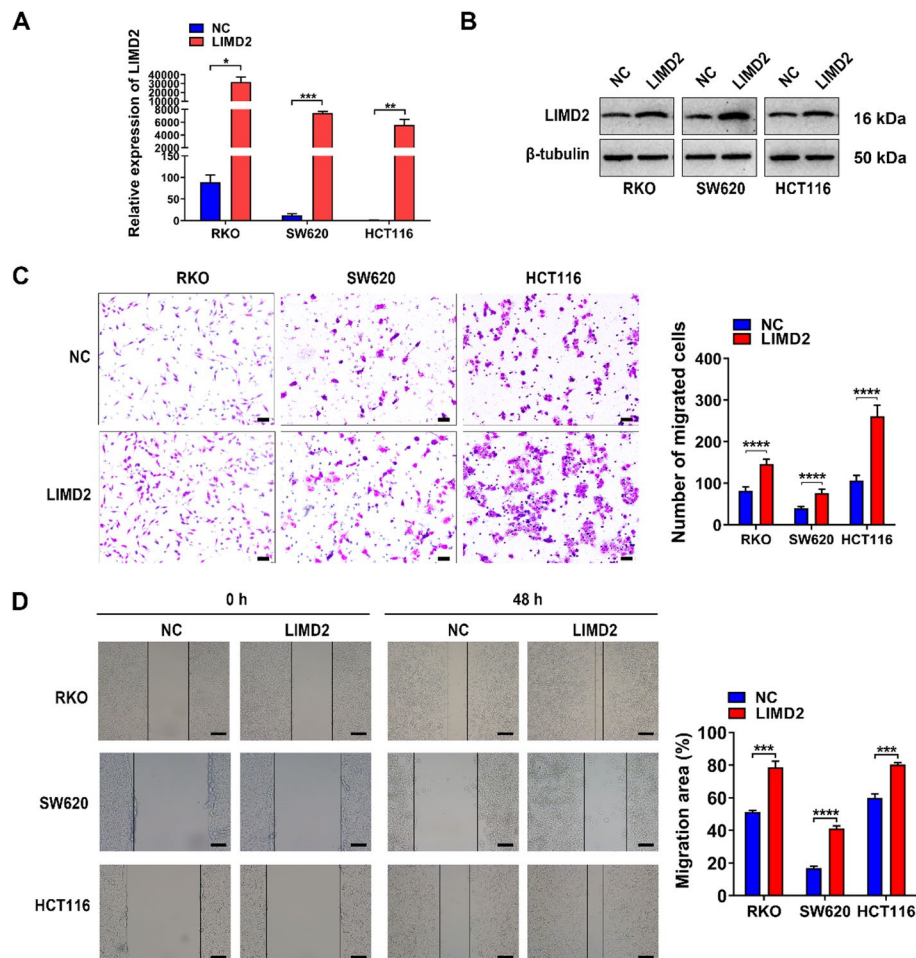 A
NC
LIMD2
Relative expression of LIMD2
40000
30000
20000
10000
8000
6000
4000
2000
150
100
50
0
*
***
**
RKO SW620 HCT116
B
NC LIMD2 NC LIMD2 NC LIMD2
LIMD2 16 kDa
β-tubulin 50 kDa
RKO SW620 HCT116
C
RKO SW620 HCT116
NC
LIMD2
NC
LIMD2
Number of migrated cells
400
300
200
100
0
****
****
****
RKO SW620 HCT116
D
0 h 48 h
NC LIMD2 NC LIMD2
RKO
SW620
HCT116
NC
LIMD2
Migration area (%)
100
80
60
40
20
0
***
****
***
RKO SW620 HCT116